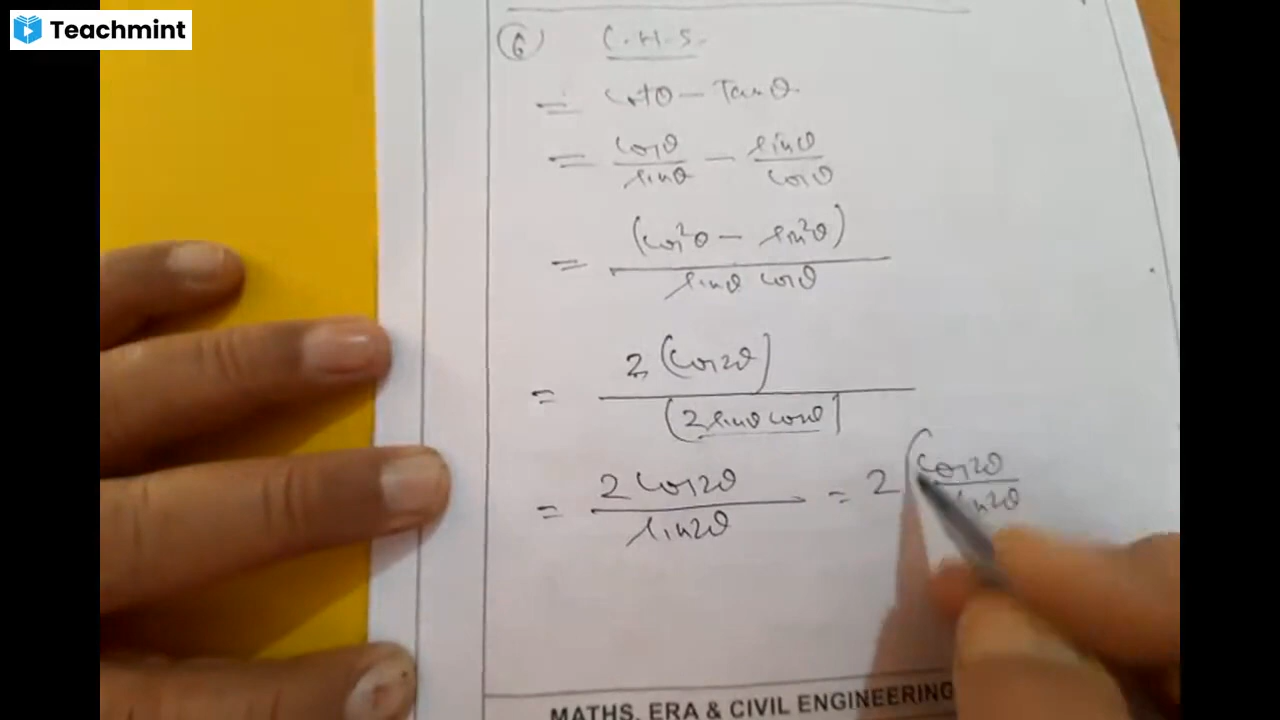 Teachmint
(6) L.H.S.
= Cotθ - Tanθ
= cosθ/sinθ - sinθ/cosθ
= (cos²θ - sin²θ)/sinθ cosθ
= 2(cos2θ)/(2sinθ cosθ)
= 2cos2θ/sin2θ = 2(cos2θ/sin2θ
MATHS, ERA & CIVIL ENGINEERING